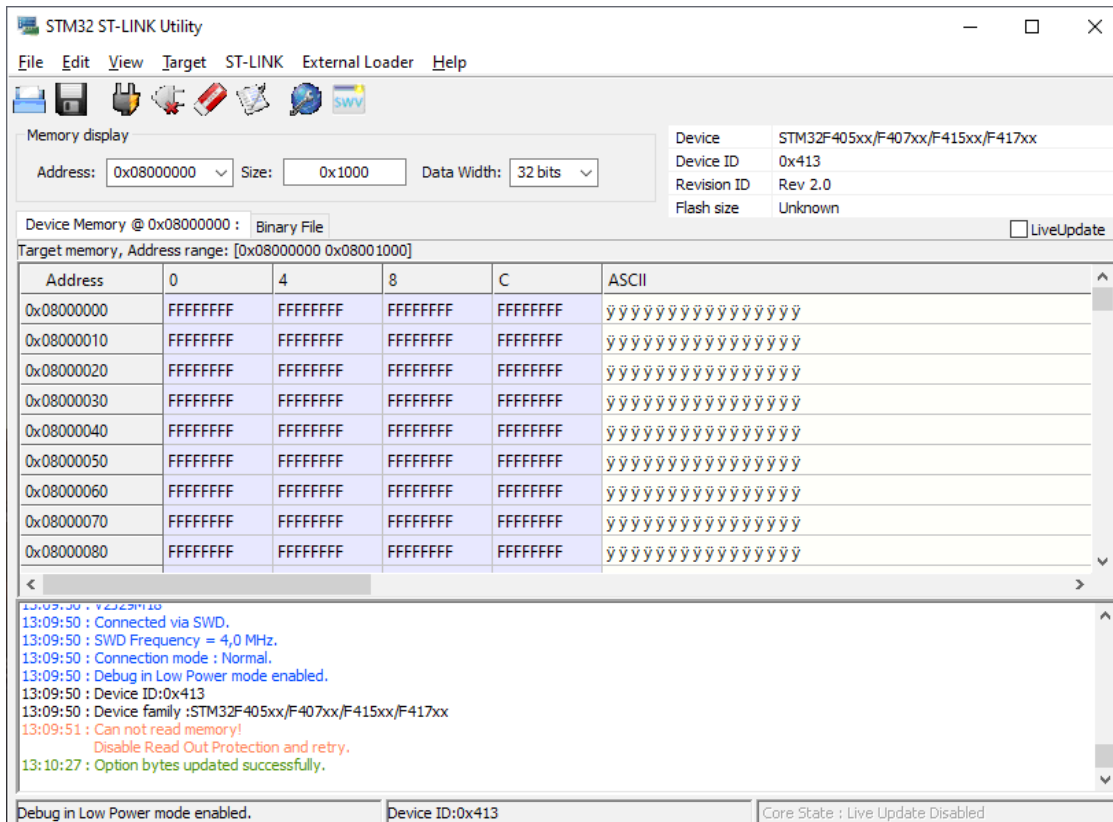 STM32 ST-LINK Utility
File Edit View Target ST-LINK External Loader Help
SWV
Memory display
Address: 0x08000000 Size: 0x1000 Data Width: 32 bits
Device STM32F405xx/F407xx/F415xx/F417xx
Device ID 0x413
Revision ID Rev 2.0
Flash size Unknown
Device Memory @ 0x08000000 : Binary File
LiveUpdate
Target memory, Address range: [0x08000000 0x08001000]
Address 0 4 8 C ASCII
0x08000000 FFFFFFFF FFFFFFFF FFFFFFFF FFFFFFFF ÿÿÿÿÿÿÿÿÿÿÿÿÿÿÿÿ
0x08000010 FFFFFFFF FFFFFFFF FFFFFFFF FFFFFFFF ÿÿÿÿÿÿÿÿÿÿÿÿÿÿÿÿ
0x08000020 FFFFFFFF FFFFFFFF FFFFFFFF FFFFFFFF ÿÿÿÿÿÿÿÿÿÿÿÿÿÿÿÿ
0x08000030 FFFFFFFF FFFFFFFF FFFFFFFF FFFFFFFF ÿÿÿÿÿÿÿÿÿÿÿÿÿÿÿÿ
0x08000040 FFFFFFFF FFFFFFFF FFFFFFFF FFFFFFFF ÿÿÿÿÿÿÿÿÿÿÿÿÿÿÿÿ
0x08000050 FFFFFFFF FFFFFFFF FFFFFFFF FFFFFFFF ÿÿÿÿÿÿÿÿÿÿÿÿÿÿÿÿ
0x08000060 FFFFFFFF FFFFFFFF FFFFFFFF FFFFFFFF ÿÿÿÿÿÿÿÿÿÿÿÿÿÿÿÿ
0x08000070 FFFFFFFF FFFFFFFF FFFFFFFF FFFFFFFF ÿÿÿÿÿÿÿÿÿÿÿÿÿÿÿÿ
0x08000080 FFFFFFFF FFFFFFFF FFFFFFFF FFFFFFFF ÿÿÿÿÿÿÿÿÿÿÿÿÿÿÿÿ
13:09:50 : V2J29M18
13:09:50 : Connected via SWD.
13:09:50 : SWD Frequency = 4,0 MHz.
13:09:50 : Connection mode : Normal.
13:09:50 : Debug in Low Power mode enabled.
13:09:50 : Device ID:0x413
13:09:50 : Device family :STM32F405xx/F407xx/F415xx/F417xx
13:09:51 : Can not read memory!
Disable Read Out Protection and retry.
13:10:27 : Option bytes updated successfully.
Debug in Low Power mode enabled. Device ID:0x413 Core State : Live Update Disabled